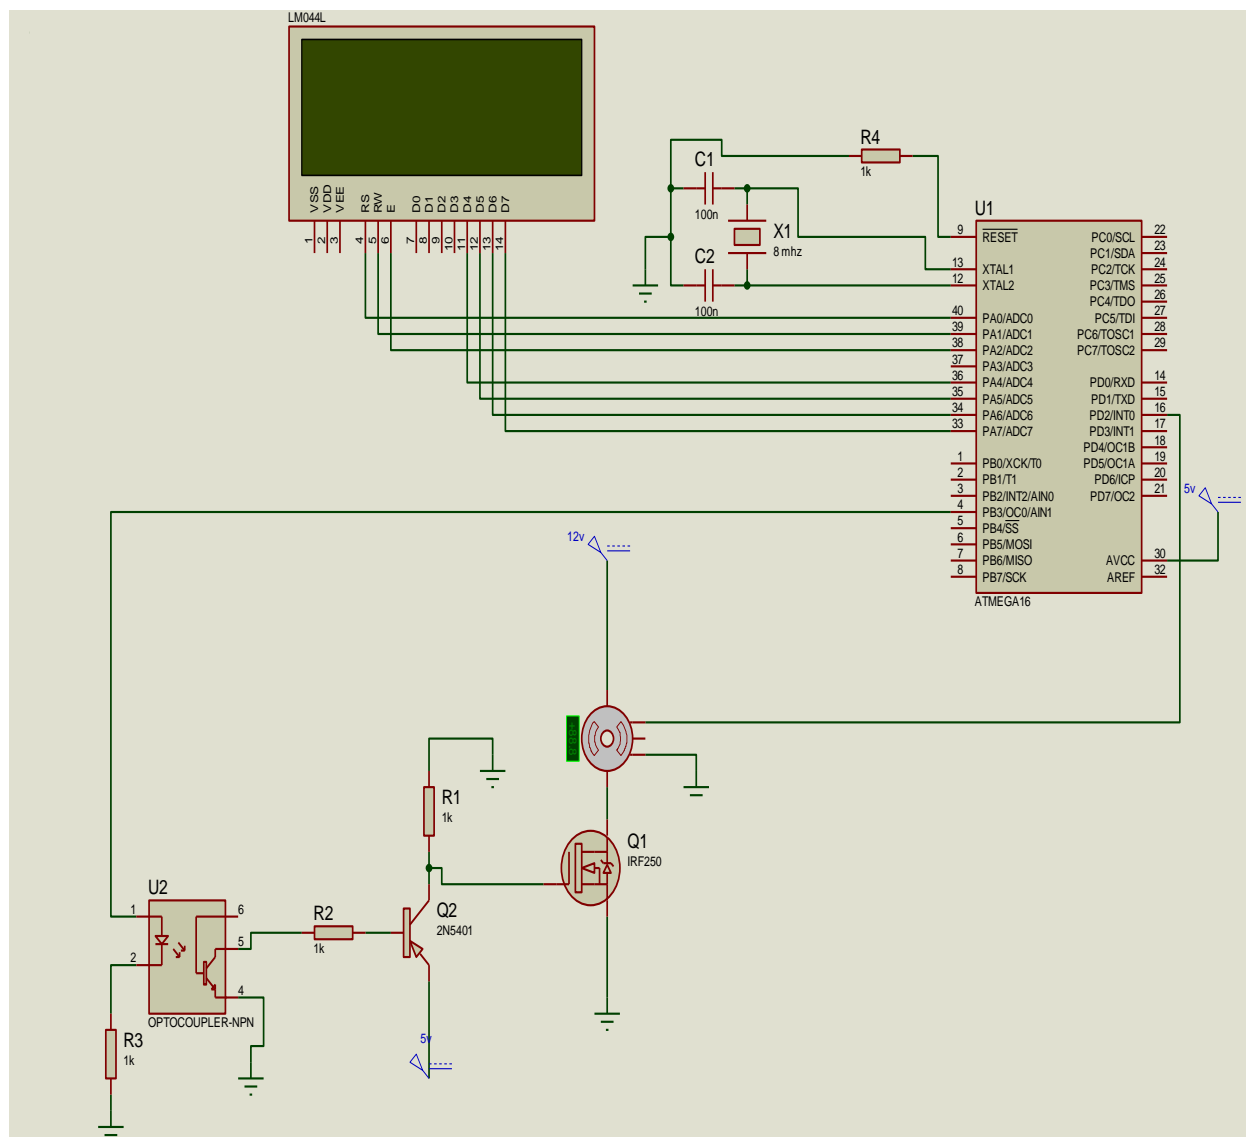 LM044L
VSS
VDD
VEE
RS
RW
E
D0
D1
D2
D3
D4
D5
D6
D7
1
2
3
4
5
6
7
8
9
10
11
12
13
14
R4
1k
C1
100n
X1
8 mhz
C2
100n
U1
9 RESET PC0/SCL 22
PC1/SDA 23
13 XTAL1 PC2/TCK 24
12 XTAL2 PC3/TMS 25
PC4/TDO 26
40 PA0/ADC0 PC5/TDI 27
39 PA1/ADC1 PC6/TOSC1 28
38 PA2/ADC2 PC7/TOSC2 29
37 PA3/ADC3
36 PA4/ADC4 PD0/RXD 14
35 PA5/ADC5 PD1/TXD 15
34 PA6/ADC6 PD2/INT0 16
33 PA7/ADC7 PD3/INT1 17
PD4/OC1B 18
1 PB0/XCK/T0 PD5/OC1A 19
2 PB1/T1 PD6/ICP 20
3 PB2/INT2/AIN0 PD7/OC2 21
4 PB3/OC0/AIN1
5 PB4/SS
6 PB5/MOSI
7 PB6/MISO AVCC 30
8 PB7/SCK AREF 32
ATMEGA16
5v
12v
R1
1k
Q1
IRF250
U2
1
2
6
5
4
OPTOCOUPLER-NPN
R2
1k
Q2
2N5401
R3
1k
5v